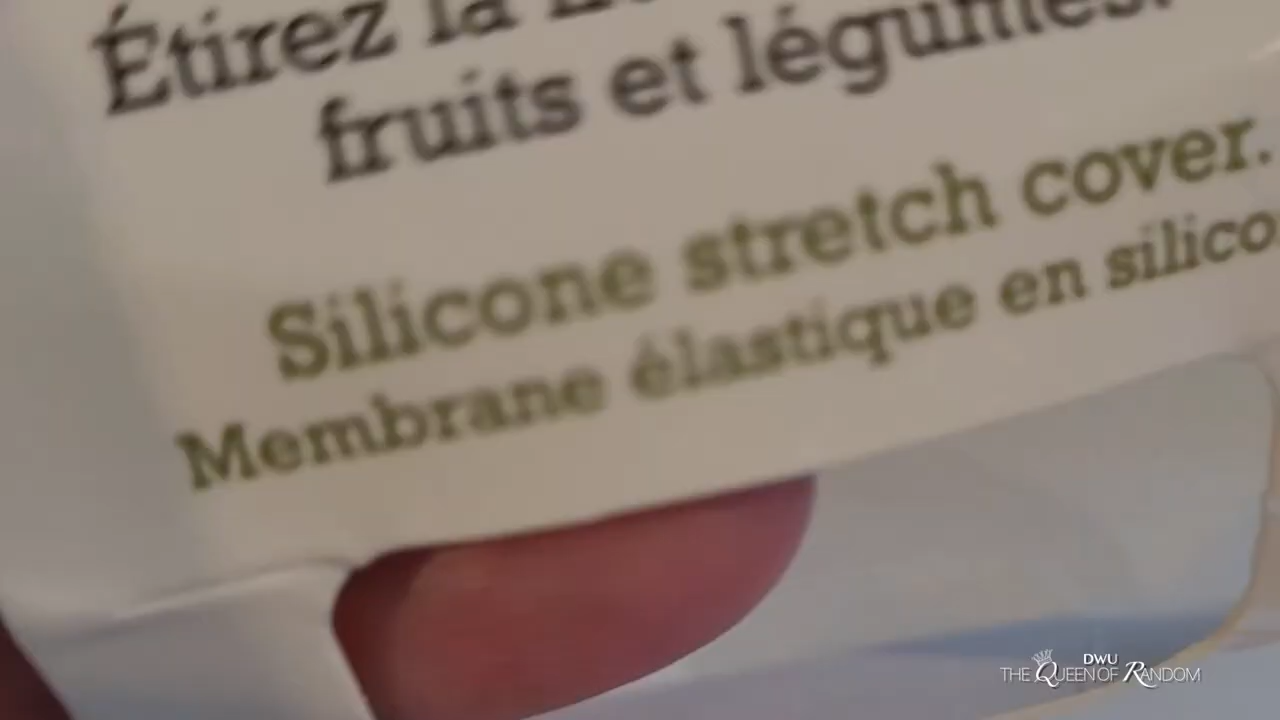 Étirez la
fruits et légumes.
Silicone stretch cover.
Membrane élastique en silico
DWU
THE QUEEN OF RANDOM